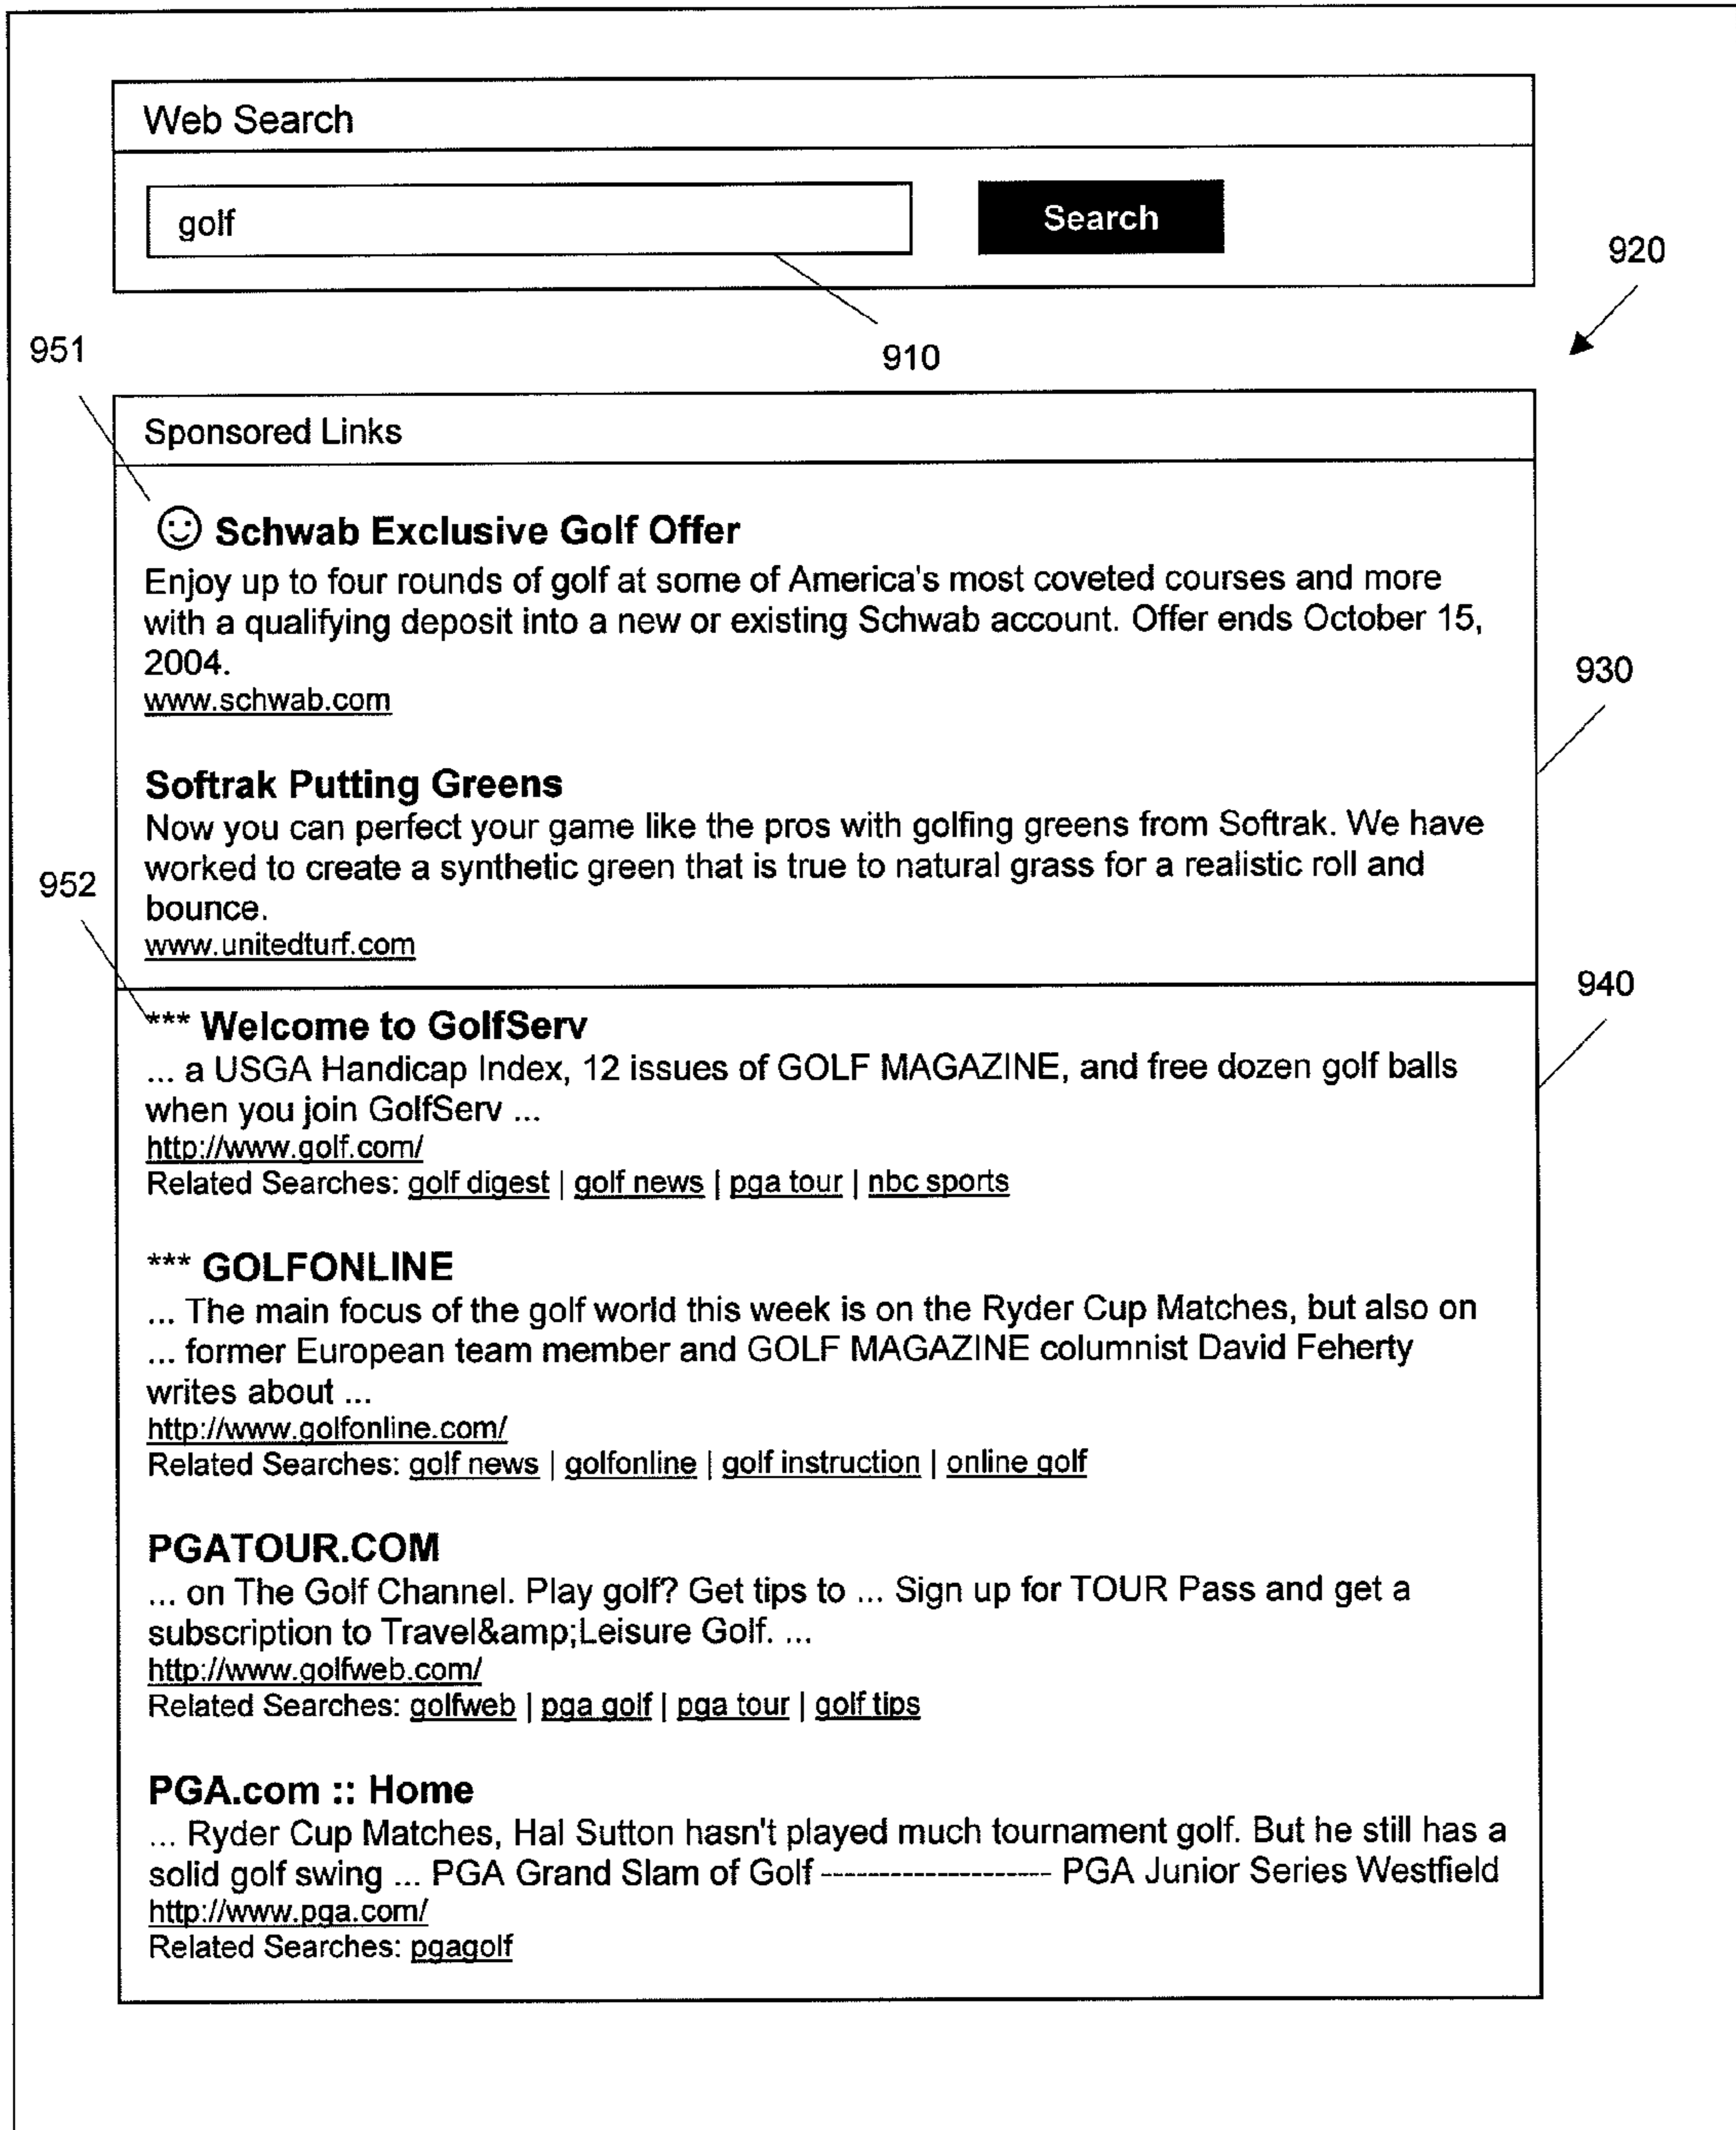 Web Search
golf
Search
920
910
951
Sponsored Links
Schwab Exclusive Golf Offer
Enjoy up to four rounds of golf at some of America's most coveted courses and more
with a qualifying deposit into a new or existing Schwab account. Offer ends October 15,
2004.
www.schwab.com
930
Softrak Putting Greens
Now you can perfect your game like the pros with golfing greens from Softrak. We have
worked to create a synthetic green that is true to natural grass for a realistic roll and
bounce.
www.unitedturf.com
952
940
*** Welcome to GolfServ
... a USGA Handicap Index, 12 issues of GOLF MAGAZINE, and free dozen golf balls
when you join GolfServ ...
http://www.golf.com/
Related Searches: golf digest | golf news | pga tour | nbc sports
*** GOLFONLINE
... The main focus of the golf world this week is on the Ryder Cup Matches, but also on
... former European team member and GOLF MAGAZINE columnist David Feherty
writes about ...
http://www.golfonline.com/
Related Searches: golf news | golfonline | golf instruction | online golf
PGATOUR.COM
... on The Golf Channel. Play golf? Get tips to ... Sign up for TOUR Pass and get a
subscription to Travel&amp;Leisure Golf. ...
http://www.golfweb.com/
Related Searches: golfweb | pga golf | pga tour | golf tips
PGA.com :: Home
... Ryder Cup Matches, Hal Sutton hasn't played much tournament golf. But he still has a
solid golf swing ... PGA Grand Slam of Golf ------------------- PGA Junior Series Westfield
http://www.pga.com/
Related Searches: pgagolf